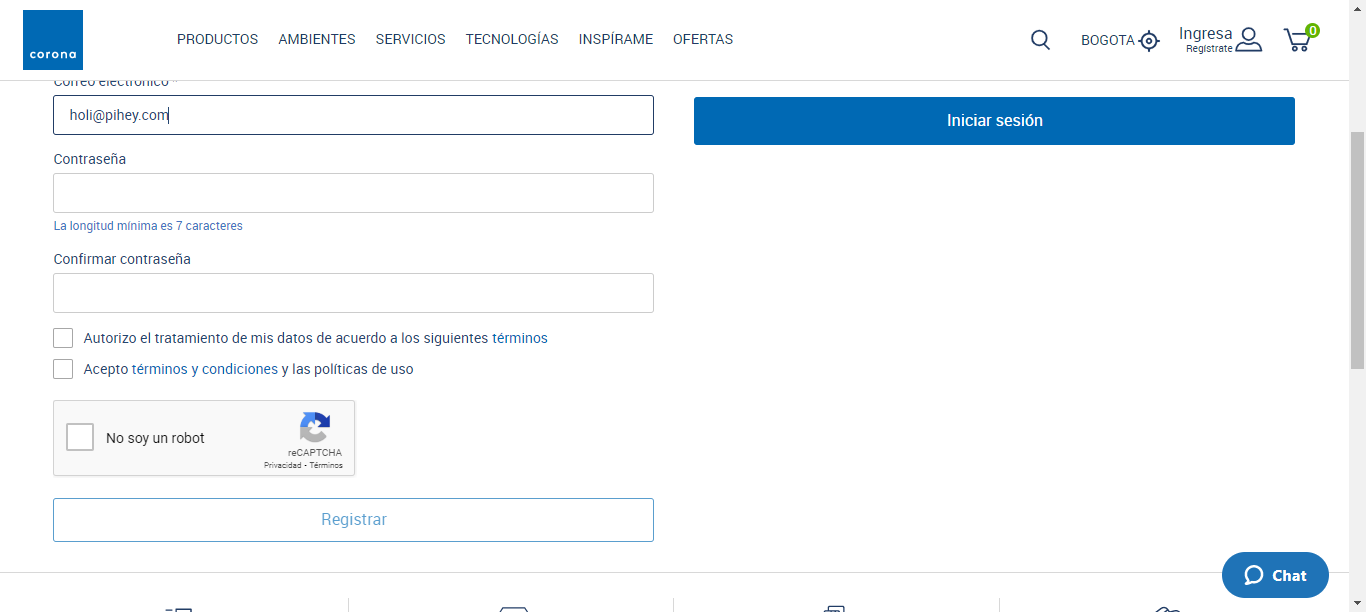 corona
PRODUCTOS AMBIENTES SERVICIOS TECNOLOGÍAS INSPÍRAME OFERTAS
BOGOTA
Ingresa
Regístrate
0
Correo electrónico *
holi@pihey.com
Iniciar sesión
Contraseña
La longitud mínima es 7 caracteres
Confirmar contraseña
Autorizo el tratamiento de mis datos de acuerdo a los siguientes términos
Acepto términos y condiciones y las políticas de uso
No soy un robot
reCAPTCHA
Privacidad - Términos
Registrar
Chat